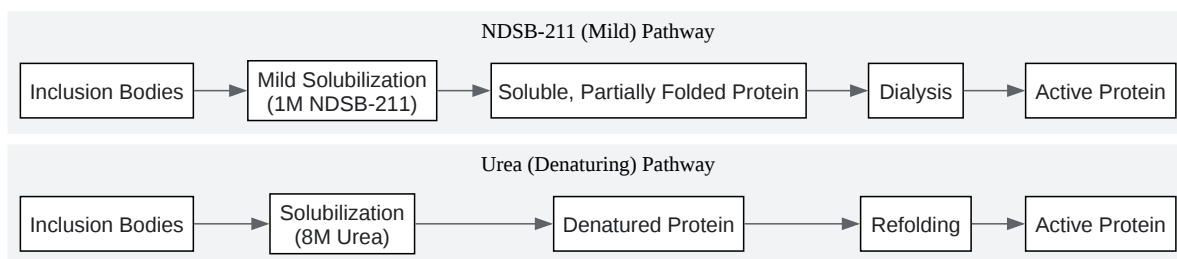 NDSB-211 (Mild) Pathway
Inclusion Bodies
Mild Solubilization
(1M NDSB-211)
Soluble, Partially Folded Protein
Dialysis
Active Protein
Urea (Denaturing) Pathway
Inclusion Bodies
Solubilization
(8M Urea)
Denatured Protein
Refolding
Active Protein